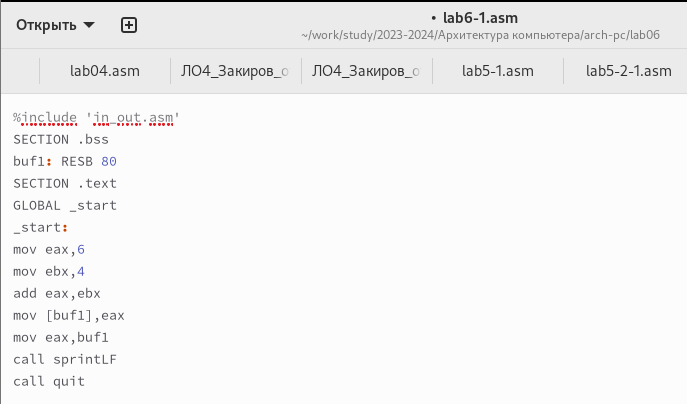 Открыть
• lab6-1.asm
~/work/study/2023-2024/Архитектура компьютера/arch-pc/lab06
lab04.asm ЛО4_Закиров_о ЛО4_Закиров_о lab5-1.asm lab5-2-1.asm
%include 'in_out.asm'
SECTION .bss
buf1: RESB 80
SECTION .text
GLOBAL _start
_start:
mov eax,6
mov ebx,4
add eax,ebx
mov [buf1],eax
mov eax,buf1
call sprintLF
call quit